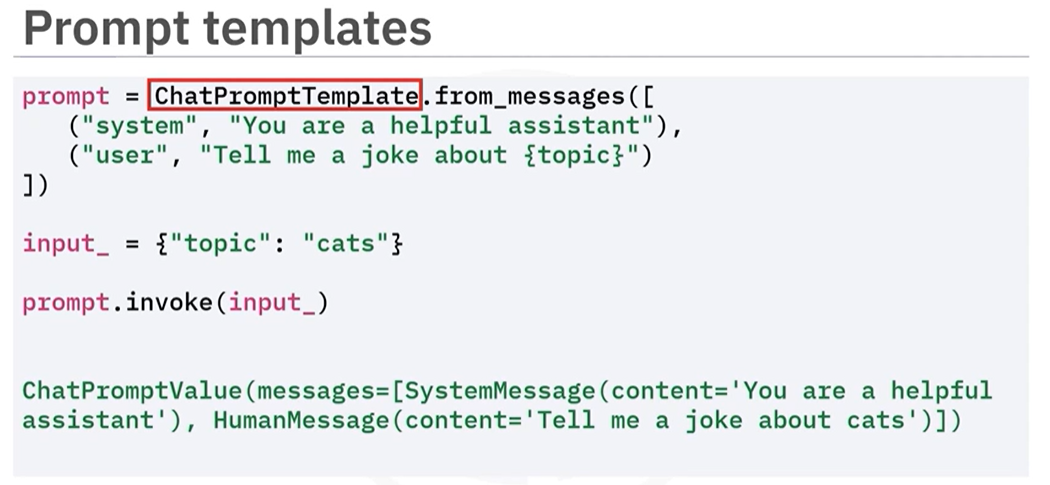 Prompt templates
prompt = ChatPromptTemplate.from_messages([
("system", "You are a helpful assistant"),
("user", "Tell me a joke about {topic}")
])
input_ = {"topic": "cats"}
prompt.invoke(input_)
ChatPromptValue(messages=[SystemMessage(content='You are a helpful
assistant'), HumanMessage(content='Tell me a joke about cats')])